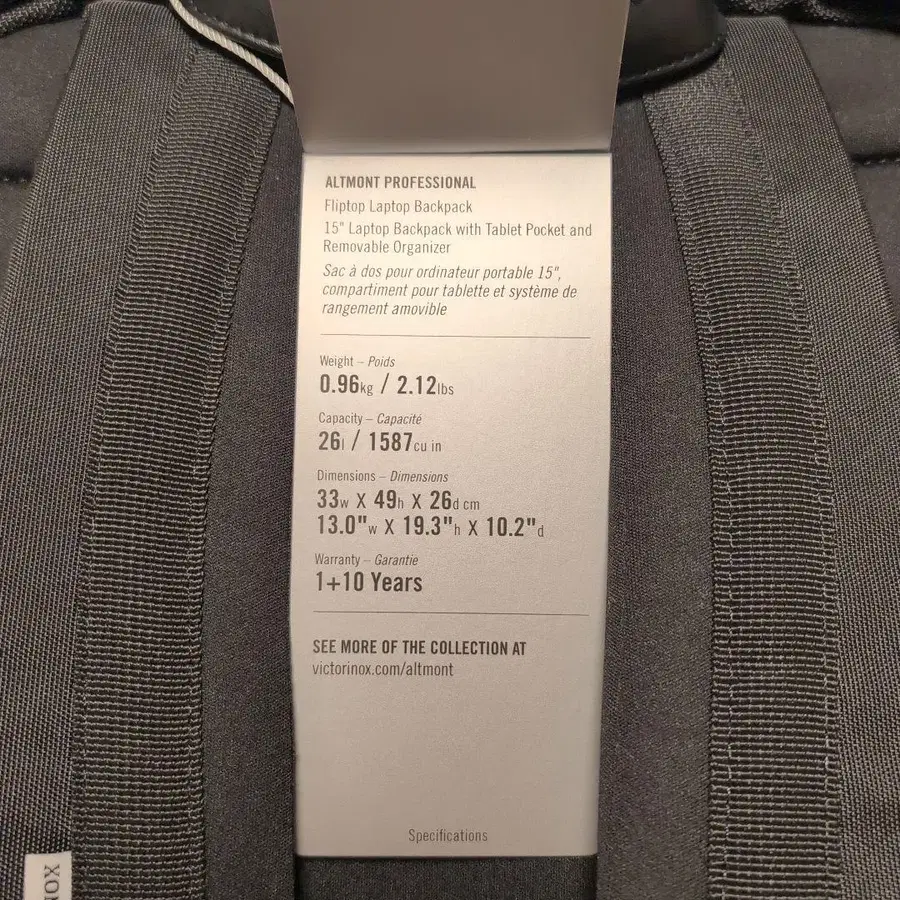 ALTMONT PROFESSIONAL
Fliptop Laptop Backpack
15" Laptop Backpack with Tablet Pocket and
Removable Organizer
Sac à dos pour ordinateur portable 15",
compartiment pour tablette et système de
rangement amovible
Weight – Poids
0.96kg / 2.12lbs
Capacity – Capacité
26l / 1587cu in
Dimensions – Dimensions
33w X 49h X 26d cm
13.0"w X 19.3"h X 10.2"d
Warranty – Garantie
1+10 Years
SEE MORE OF THE COLLECTION AT
victorinox.com/altmont
Specifications